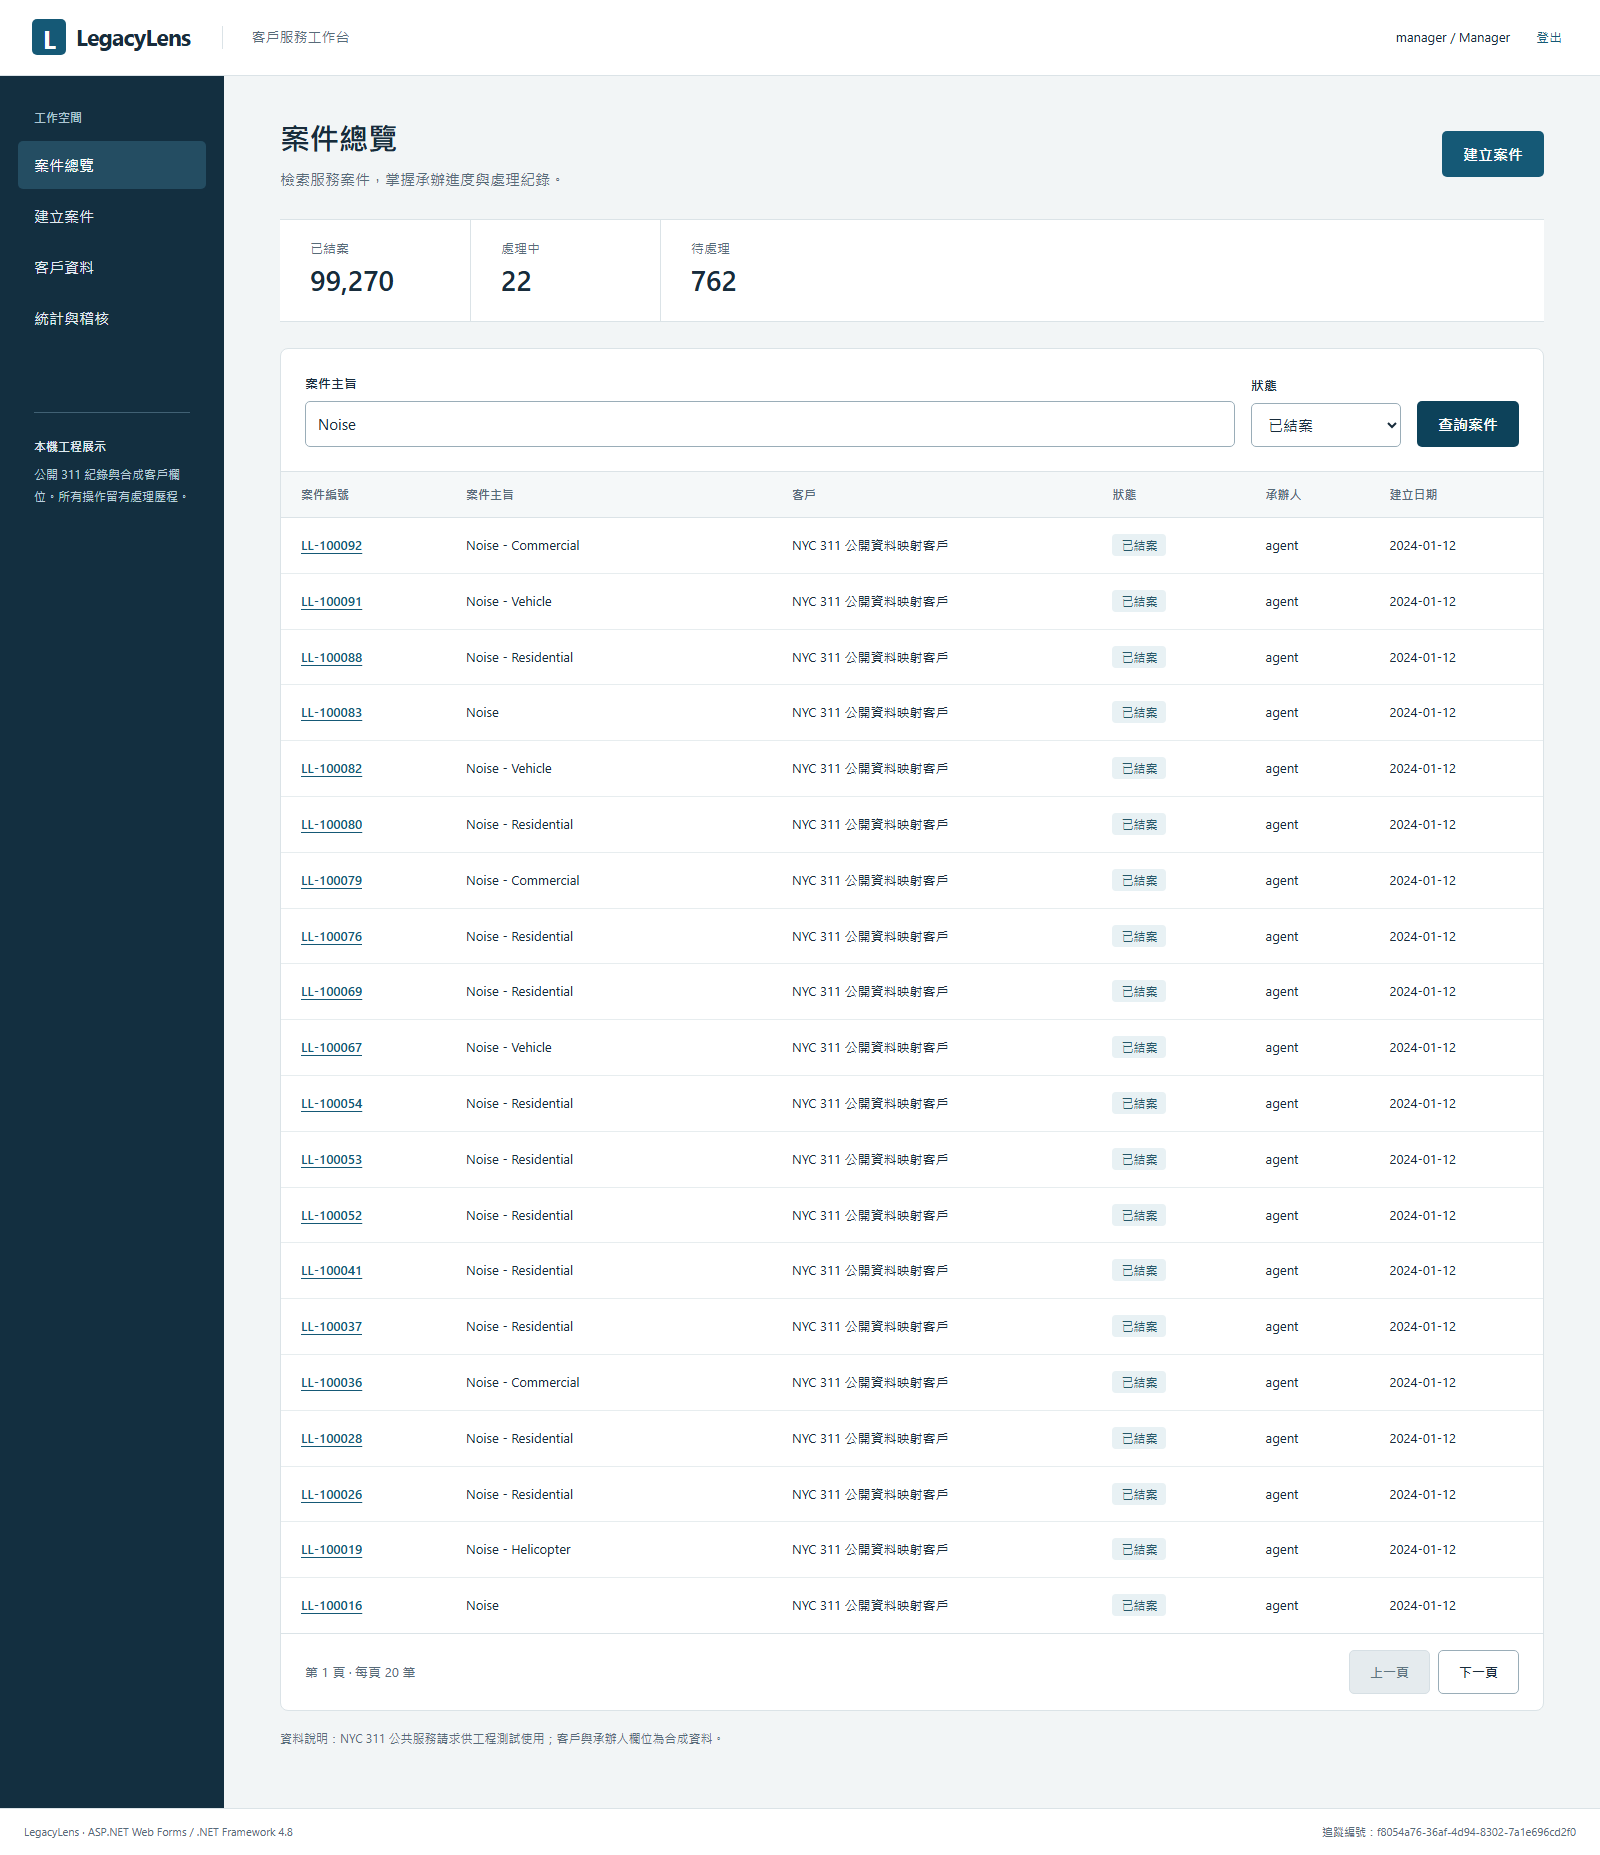 L LegacyLens 客戶服務工作台 manager / Manager 登出
工作空間
案件總覽
建立案件
客戶資料
統計與稽核
本機工程展示
公開 311 紀錄與合成客戶欄
位。所有操作留有處理歷程。
案件總覽
檢索服務案件，掌握承辦進度與處理紀錄。
建立案件
已結案 處理中 待處理
99,270 22 762
案件主旨 狀態
Noise 已結案 查詢案件
案件編號 案件主旨 客戶 狀態 承辦人 建立日期
LL-100092 Noise - Commercial NYC 311 公開資料映射客戶 已結案 agent 2024-01-12
LL-100091 Noise - Vehicle NYC 311 公開資料映射客戶 已結案 agent 2024-01-12
LL-100088 Noise - Residential NYC 311 公開資料映射客戶 已結案 agent 2024-01-12
LL-100083 Noise NYC 311 公開資料映射客戶 已結案 agent 2024-01-12
LL-100082 Noise - Vehicle NYC 311 公開資料映射客戶 已結案 agent 2024-01-12
LL-100080 Noise - Residential NYC 311 公開資料映射客戶 已結案 agent 2024-01-12
LL-100079 Noise - Commercial NYC 311 公開資料映射客戶 已結案 agent 2024-01-12
LL-100076 Noise - Residential NYC 311 公開資料映射客戶 已結案 agent 2024-01-12
LL-100069 Noise - Residential NYC 311 公開資料映射客戶 已結案 agent 2024-01-12
LL-100067 Noise - Vehicle NYC 311 公開資料映射客戶 已結案 agent 2024-01-12
LL-100054 Noise - Residential NYC 311 公開資料映射客戶 已結案 agent 2024-01-12
LL-100053 Noise - Residential NYC 311 公開資料映射客戶 已結案 agent 2024-01-12
LL-100052 Noise - Residential NYC 311 公開資料映射客戶 已結案 agent 2024-01-12
LL-100041 Noise - Residential NYC 311 公開資料映射客戶 已結案 agent 2024-01-12
LL-100037 Noise - Residential NYC 311 公開資料映射客戶 已結案 agent 2024-01-12
LL-100036 Noise - Commercial NYC 311 公開資料映射客戶 已結案 agent 2024-01-12
LL-100028 Noise - Residential NYC 311 公開資料映射客戶 已結案 agent 2024-01-12
LL-100026 Noise - Residential NYC 311 公開資料映射客戶 已結案 agent 2024-01-12
LL-100019 Noise - Helicopter NYC 311 公開資料映射客戶 已結案 agent 2024-01-12
LL-100016 Noise NYC 311 公開資料映射客戶 已結案 agent 2024-01-12
第 1 頁 · 每頁 20 筆 上一頁 下一頁
資料說明：NYC 311 公共服務請求供工程測試使用；客戶與承辦人欄位為合成資料。
LegacyLens · ASP.NET Web Forms / .NET Framework 4.8 追蹤編號：f8054a76-36af-4d94-8302-7a1e696cd2f0